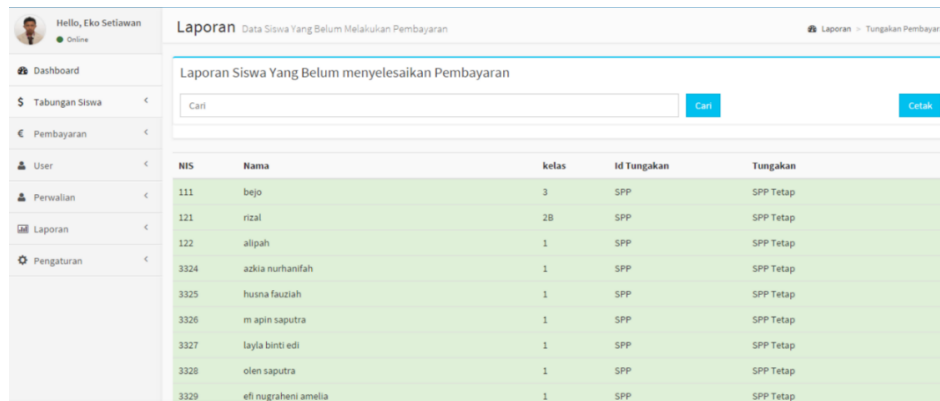 Hello, Eko Setiawan
Online
Dashboard
$ Tabungan Siswa
€ Pembayaran
User
Perwalian
Laporan
Pengaturan
Laporan Data Siswa Yang Belum Melakukan Pembayaran
Laporan > Tungakan Pembayar
Laporan Siswa Yang Belum menyelesaikan Pembayaran
Cari Cari Cetak
NIS Nama kelas Id Tungakan Tungakan
111 bejo 3 SPP SPP Tetap
121 rizal 2B SPP SPP Tetap
122 alipah 1 SPP SPP Tetap
3324 azkia nurhanifah 1 SPP SPP Tetap
3325 husna fauziah 1 SPP SPP Tetap
3326 m apin saputra 1 SPP SPP Tetap
3327 layla binti edi 1 SPP SPP Tetap
3328 olen saputra 1 SPP SPP Tetap
3329 efi nugraheni amelia 1 SPP SPP Tetap